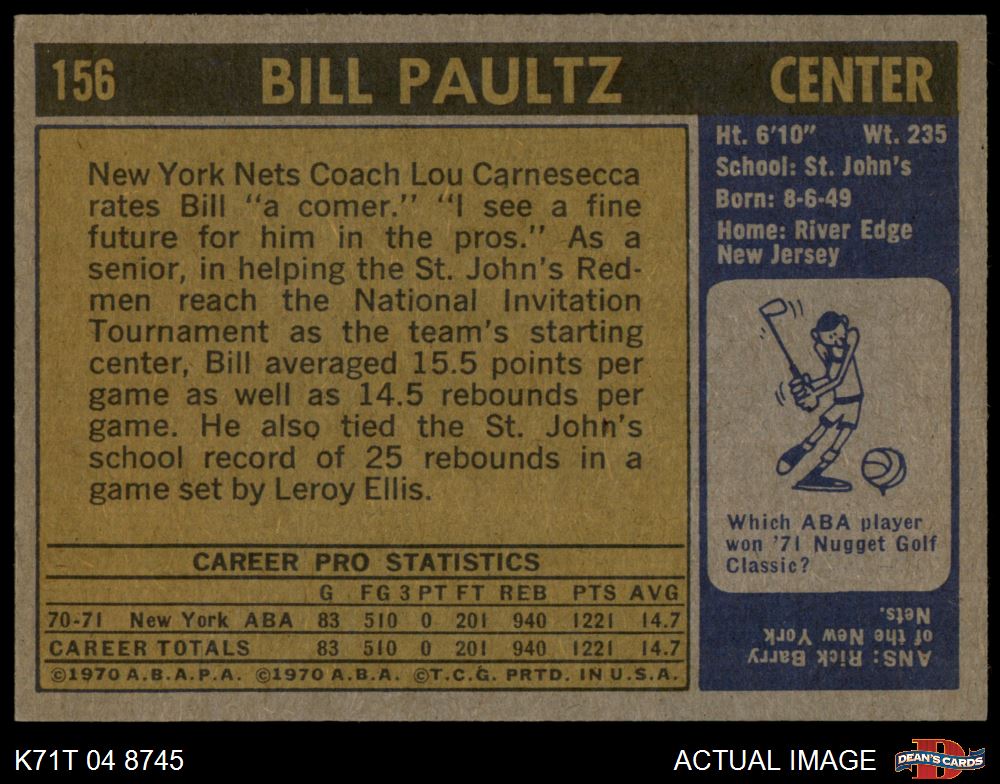 156 BILL PAULTZ CENTER
New York Nets Coach Lou Carnesecca
rates Bill “a comer.” “I see a fine
future for him in the pros.” As a
senior, in helping the St. John’s Red-
men reach the National Invitation
Tournament as the team’s starting
center, Bill averaged 15.5 points per
game as well as 14.5 rebounds per
game. He also tied the St. John’s
school record of 25 rebounds in a
game set by Leroy Ellis.
CAREER PRO STATISTICS
G FG 3 PT FT REB PTS AVG
70-71 New York ABA 83 510 0 201 940 1221 14.7
CAREER TOTALS 83 510 0 201 940 1221 14.7
©1970 A.B.A.P.A. ©1970 A.B.A. ©T.C.G. PRTD. IN U.S.A.
Ht. 6’10” Wt. 235
School: St. John’s
Born: 8-6-49
Home: River Edge
New Jersey
Which ABA player
won ’71 Nugget Golf
Classic?
ANS: Rick Barry
of the New York
Nets.
K71T 04 8745 ACTUAL IMAGE
DEAN'S CARDS